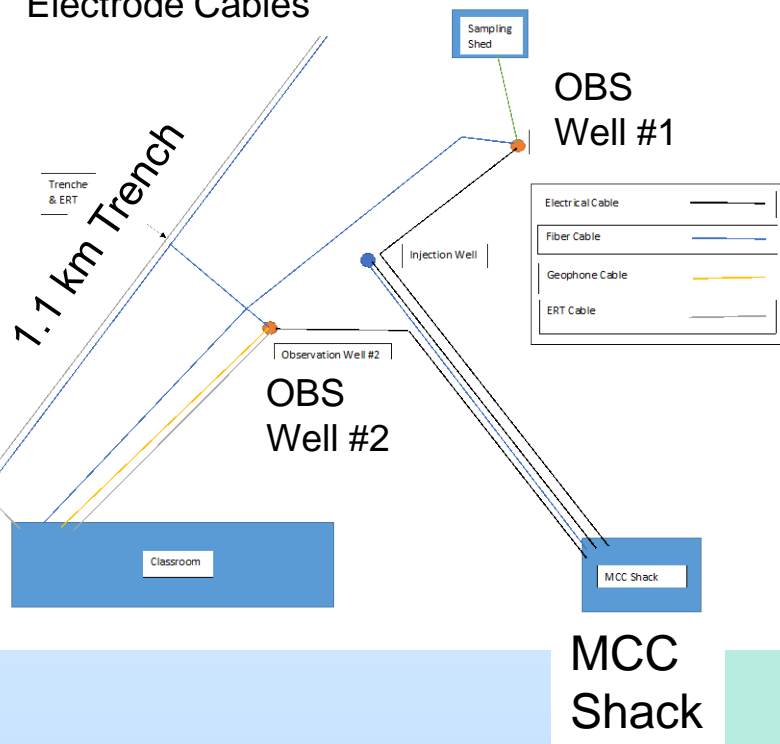 Electrode Cables
Sampling
Shed
OBS
Well #1
Trenche
& ERT
1.1 km Trench
Electrical Cable
Fiber Cable
Geophone Cable
ERT Cable
Injection Well
Observation Well #2
OBS
Well #2
Classroom
MCC Shack
MCC
Shack